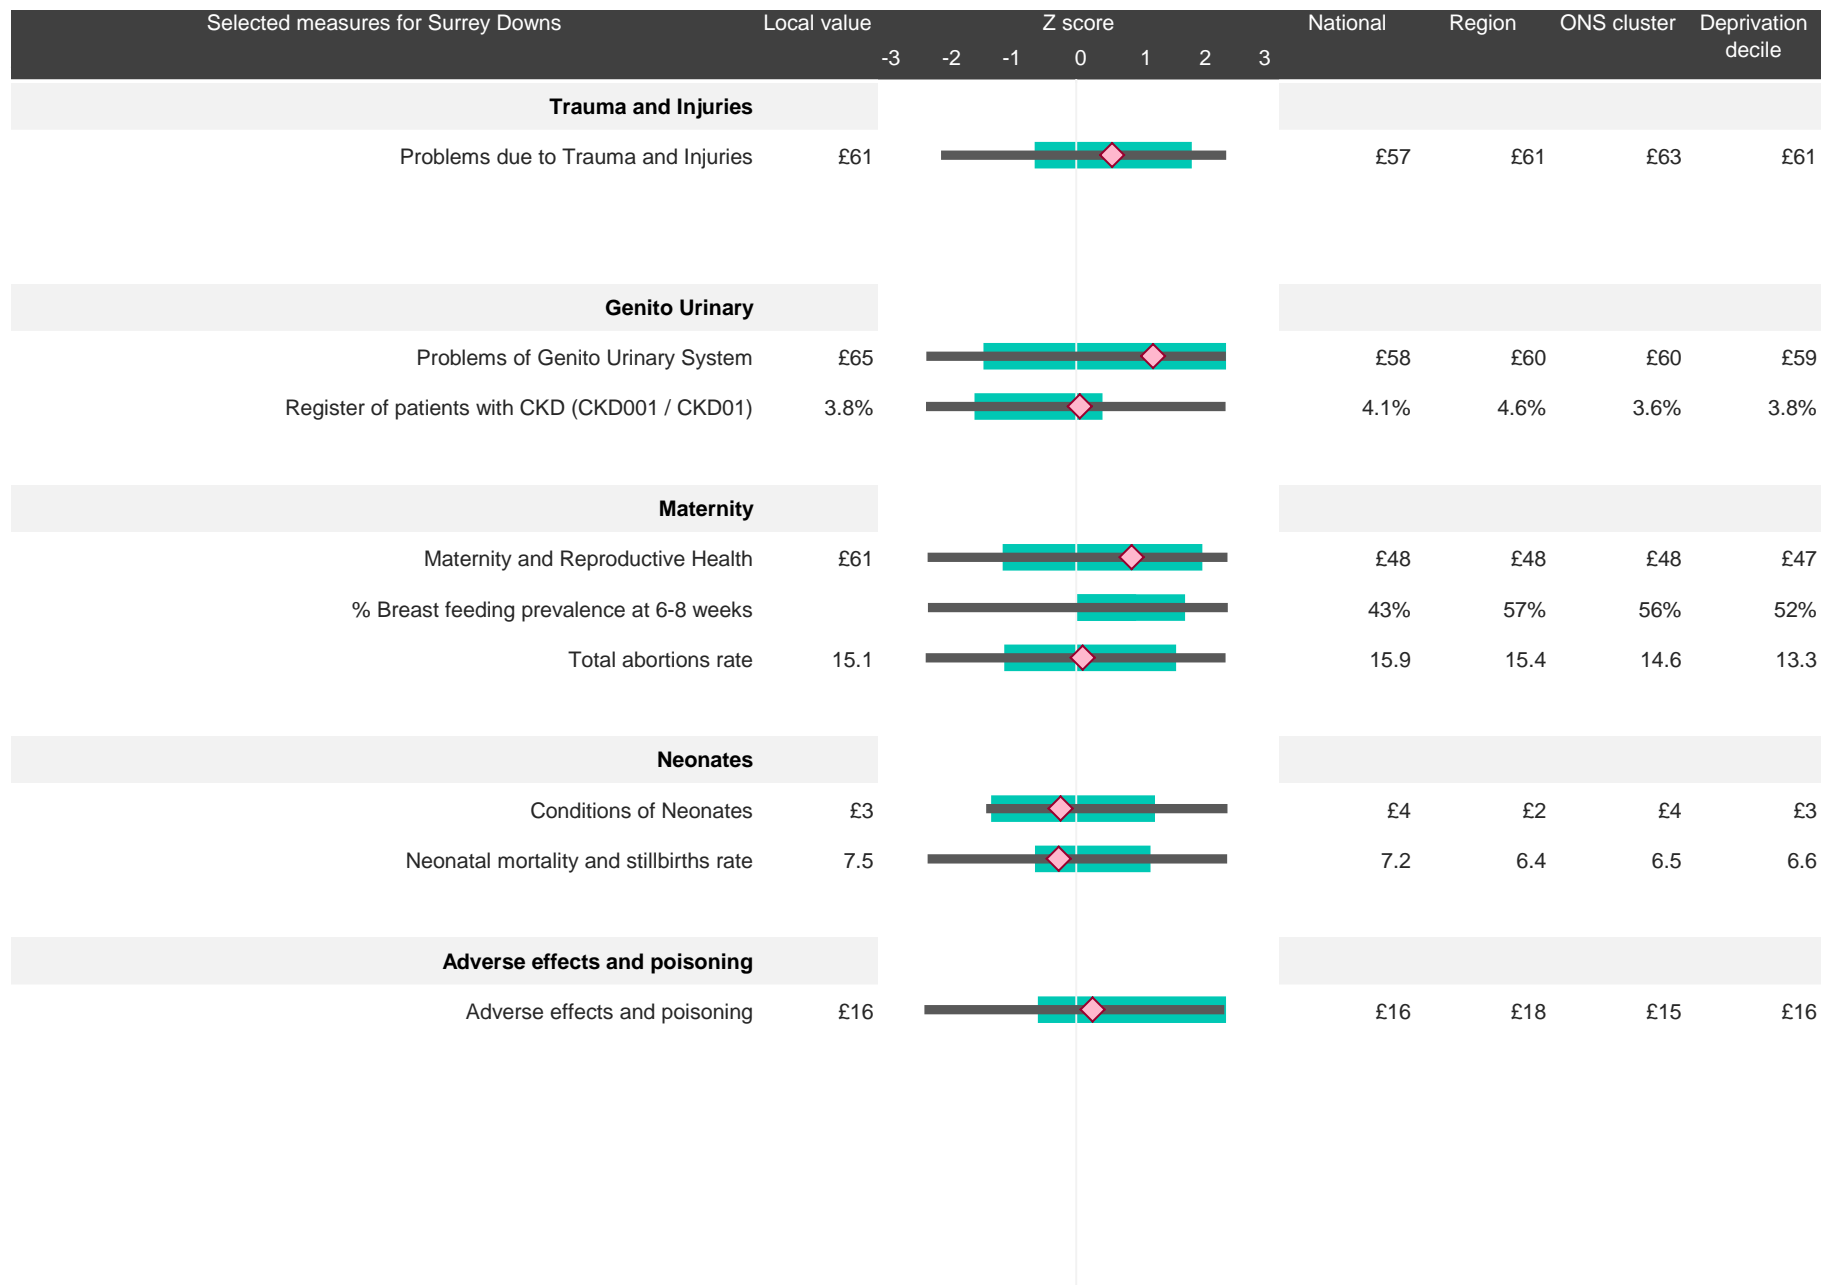 Selected measures for Surrey Downs Local value Z score National Region ONS cluster Deprivation decile
-3 -2 -1 0 1 2 3
Trauma and Injuries
Problems due to Trauma and Injuries £61 £57 £61 £63 £61
Genito Urinary
Problems of Genito Urinary System £65 £58 £60 £60 £59
Register of patients with CKD (CKD001 / CKD01) 3.8% 4.1% 4.6% 3.6% 3.8%
Maternity
Maternity and Reproductive Health £61 £48 £48 £48 £47
% Breast feeding prevalence at 6-8 weeks 43% 57% 56% 52%
Total abortions rate 15.1 15.9 15.4 14.6 13.3
Neonates
Conditions of Neonates £3 £4 £2 £4 £3
Neonatal mortality and stillbirths rate 7.5 7.2 6.4 6.5 6.6
Adverse effects and poisoning
Adverse effects and poisoning £16 £16 £18 £15 £16